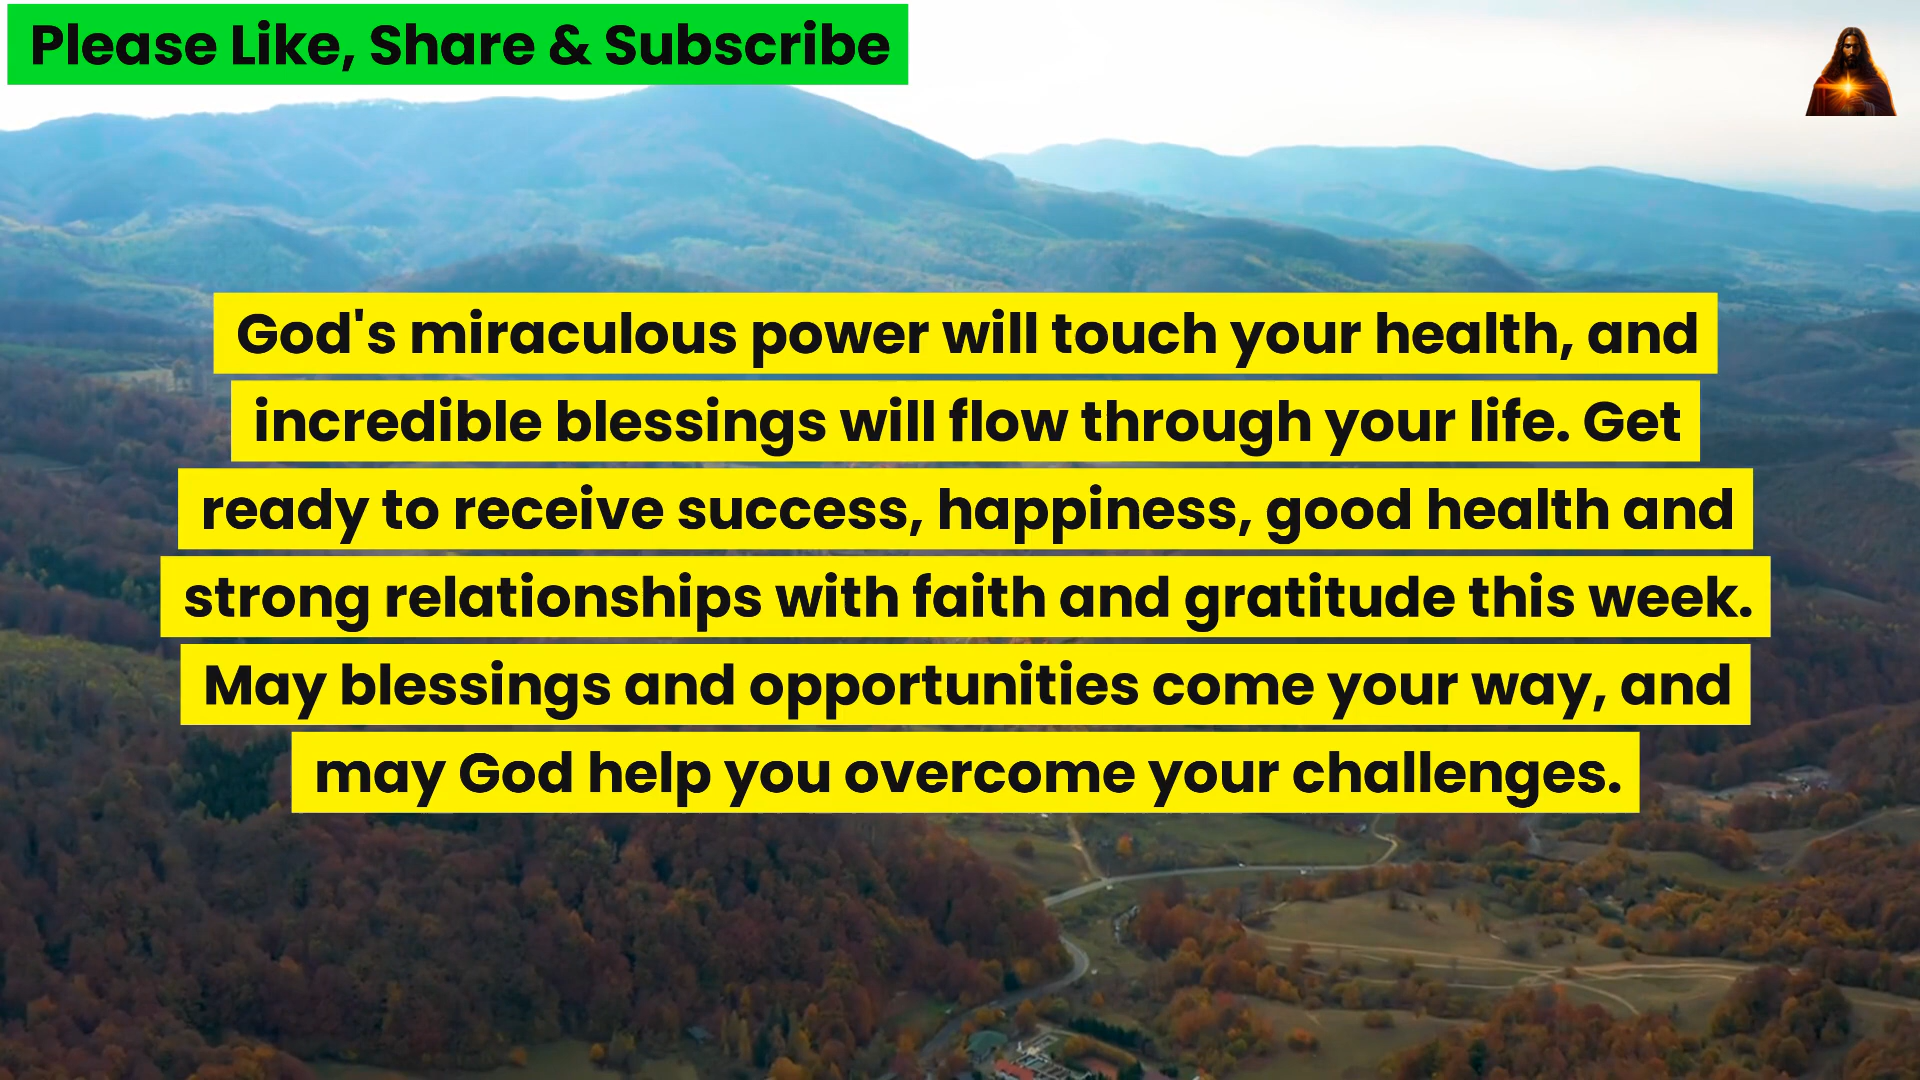 Please Like, Share & Subscribe
God's miraculous power will touch your health, and
incredible blessings will flow through your life. Get
ready to receive success, happiness, good health and
strong relationships with faith and gratitude this week.
May blessings and opportunities come your way, and
may God help you overcome your challenges.